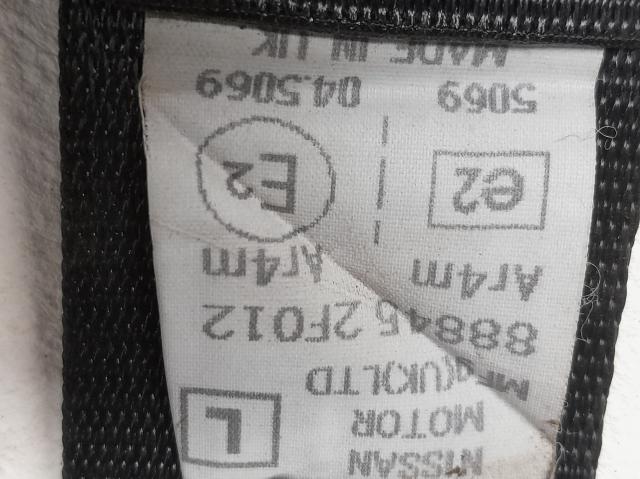 NISSAN
MOTOR L
MFG(UK)LTD
88845 2F012
Ar4m Ar4m
e2 E2
5069 04.5069
MADE IN UK